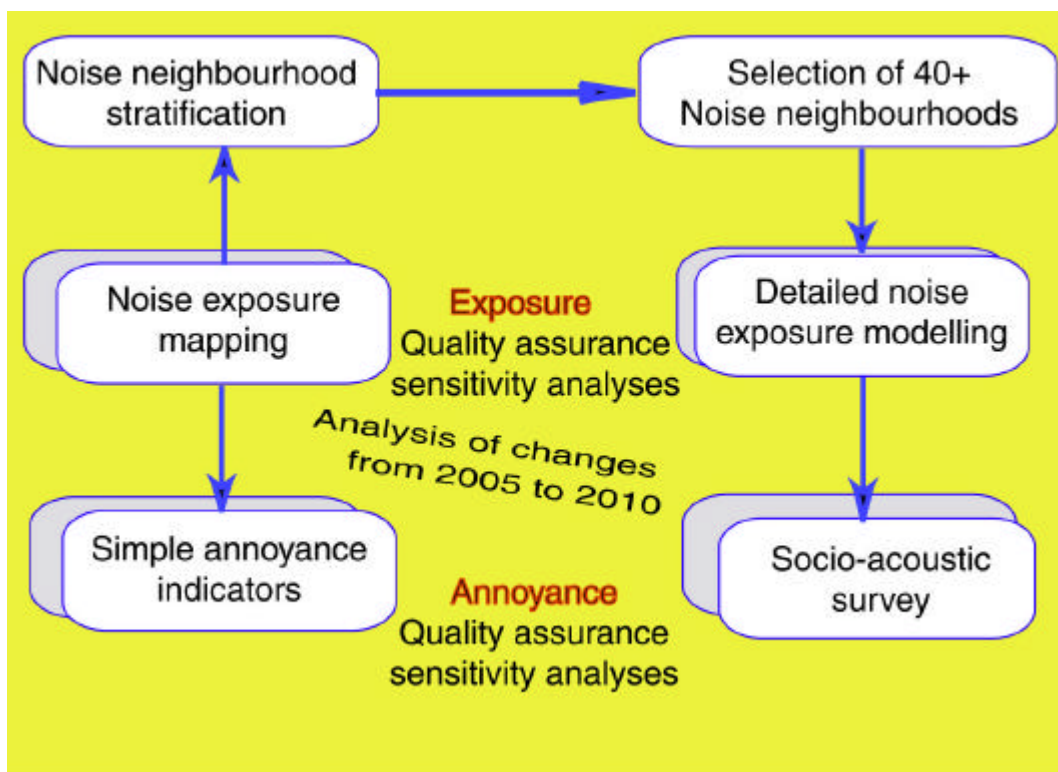 Noise neighbourhood
stratification
Selection of 40+
Noise neighbourhoods
Noise exposure
mapping
Exposure
Quality assurance
sensitivity analyses
Detailed noise
exposure modelling
Analysis of changes
from 2005 to 2010
Simple annoyance
indicators
Annoyance
Quality assurance
sensitivity analyses
Socio-acoustic
survey